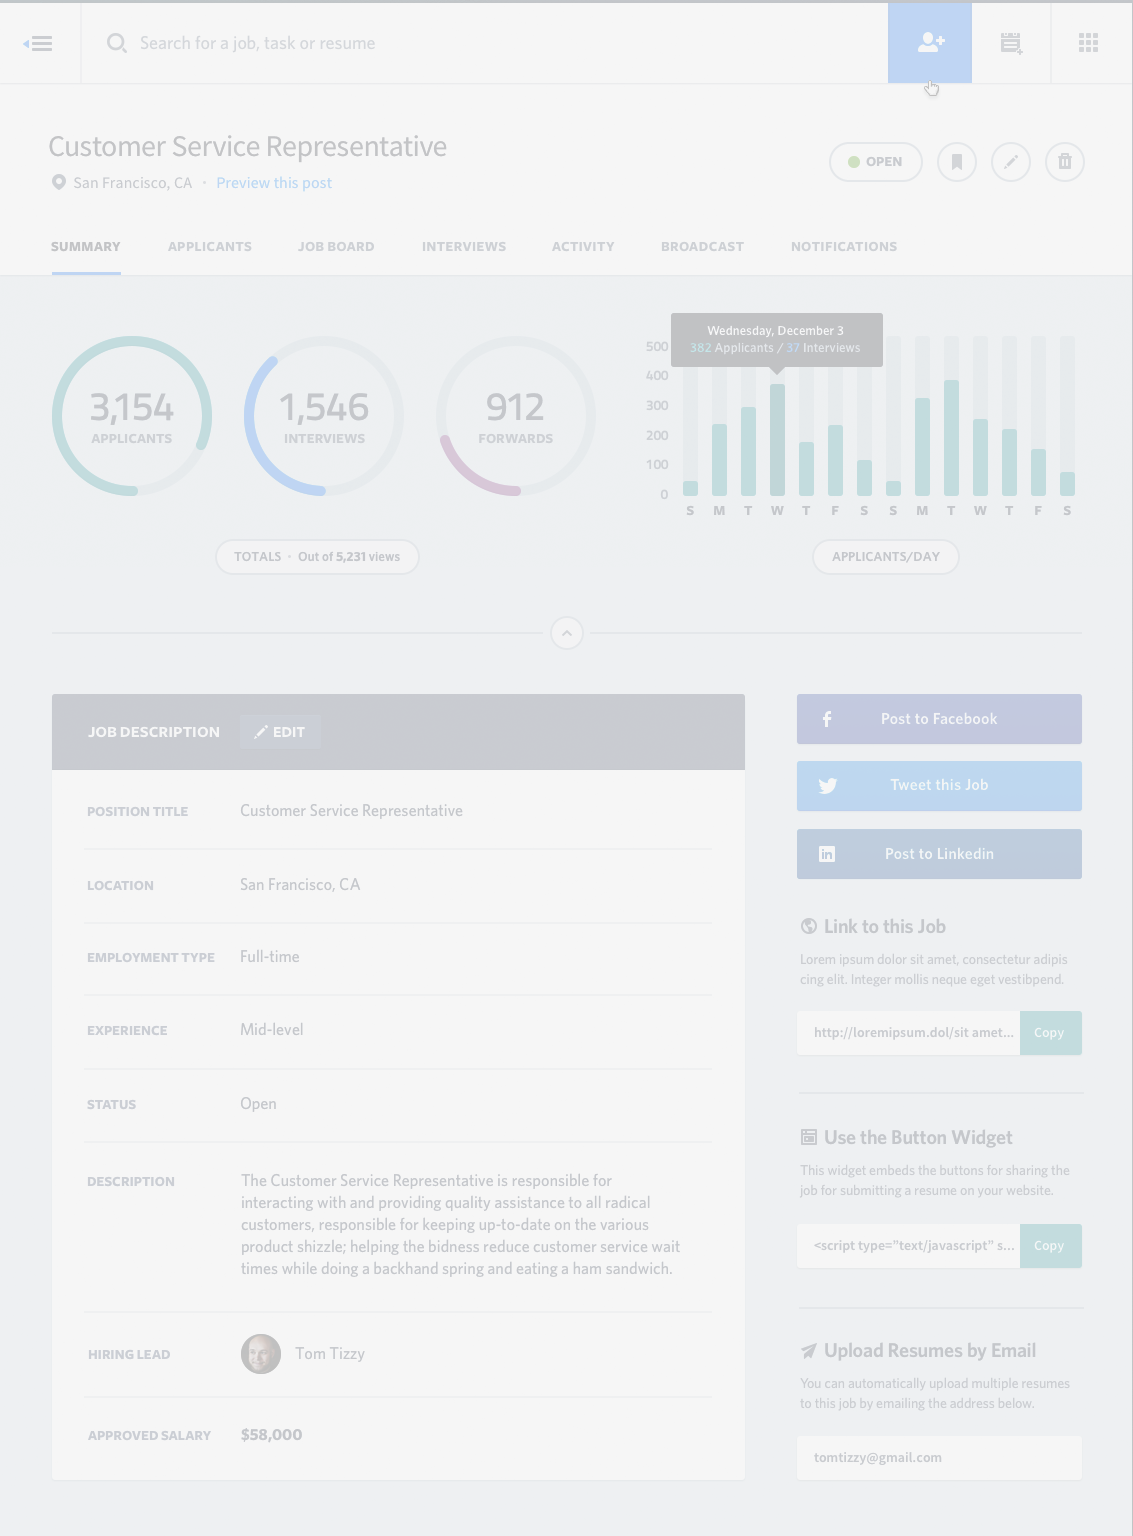 Search for a job, task or resume
Customer Service Representative
San Francisco, CA · Preview this post
OPEN
SUMMARY APPLICANTS JOB BOARD INTERVIEWS ACTIVITY BROADCAST NOTIFICATIONS
3,154
APPLICANTS
1,546
INTERVIEWS
912
FORWARDS
TOTALS · Out of 5,231 views
Wednesday, December 3
382 Applicants / 37 Interviews
500
400
300
200
100
0
S M T W T F S S M T W T F S
APPLICANTS/DAY
JOB DESCRIPTION EDIT
POSITION TITLE Customer Service Representative
LOCATION San Francisco, CA
EMPLOYMENT TYPE Full-time
EXPERIENCE Mid-level
STATUS Open
DESCRIPTION The Customer Service Representative is responsible for
interacting with and providing quality assistance to all radical
customers, responsible for keeping up-to-date on the various
product shizzle; helping the bidness reduce customer service wait
times while doing a backhand spring and eating a ham sandwich.
HIRING LEAD Tom Tizzy
APPROVED SALARY $58,000
Post to Facebook
Tweet this Job
Post to Linkedin
Link to this Job
Lorem ipsum dolor sit amet, consectetur adipis
cing elit. Integer mollis neque eget vestibpend.
http://loremipsum.dol/sit amet... Copy
Use the Button Widget
This widget embeds the buttons for sharing the
job for submitting a resume on your website.
<script type="text/javascript" s... Copy
Upload Resumes by Email
You can automatically upload multiple resumes
to this job by emailing the address below.
tomtizzy@gmail.com